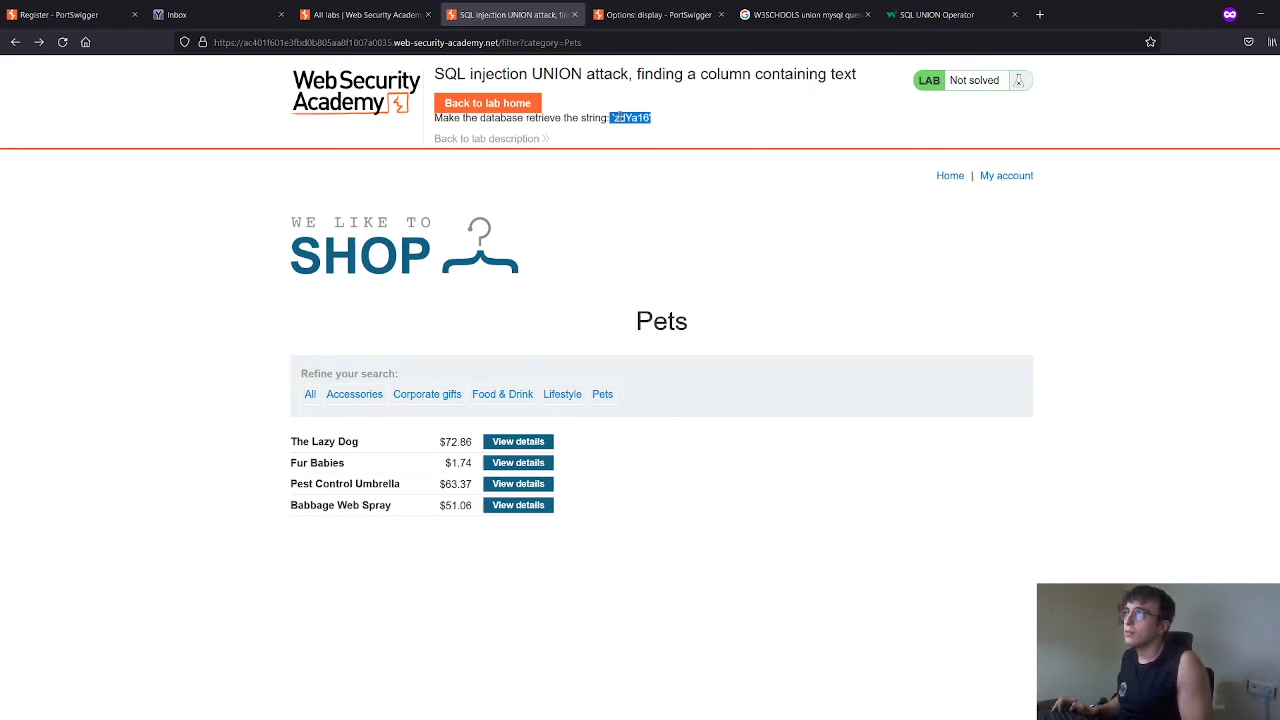 Register - PortSwigger
Inbox
All labs | Web Security Academ
SQL injection UNION attack, fin
Options: display - PortSwigger
W3SCHOOLS union mysql que
SQL UNION Operator
https://ac401f601e3fbd0b805aa8f1007a0035.web-security-academy.net/filter?category=Pets
WebSecurity
Academy
SQL injection UNION attack, finding a column containing text
LAB Not solved
Back to lab home
Make the database retrieve the string: 'zdYa16'
Back to lab description
Home | My account
WE LIKE TO
SHOP
Pets
Refine your search:
All Accessories Corporate gifts Food & Drink Lifestyle Pets
The Lazy Dog $72.86 View details
Fur Babies $1.74 View details
Pest Control Umbrella $63.37 View details
Babbage Web Spray $51.06 View details